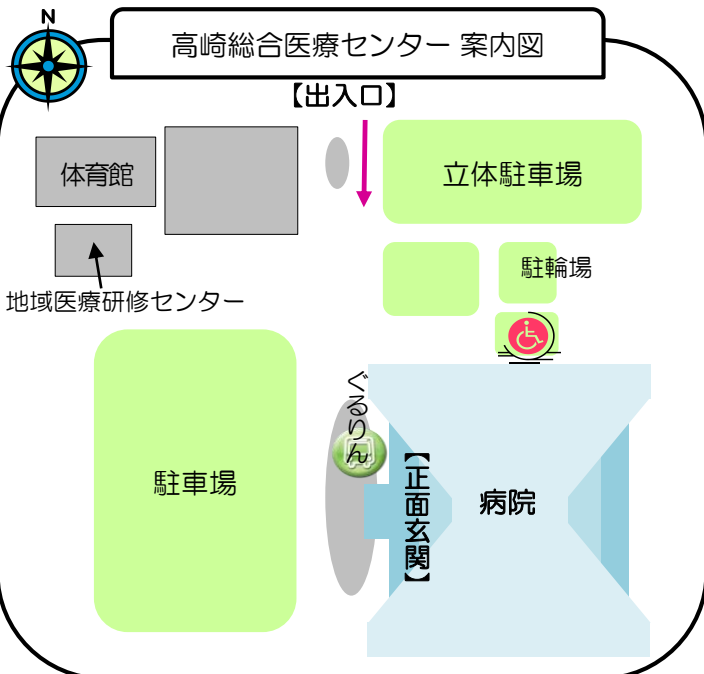 N
高崎総合医療センター 案内図
【出入口】
体育館
立体駐車場
駐輪場
地域医療研修センター
ぐるりん
駐車場
【正面玄関】
病院